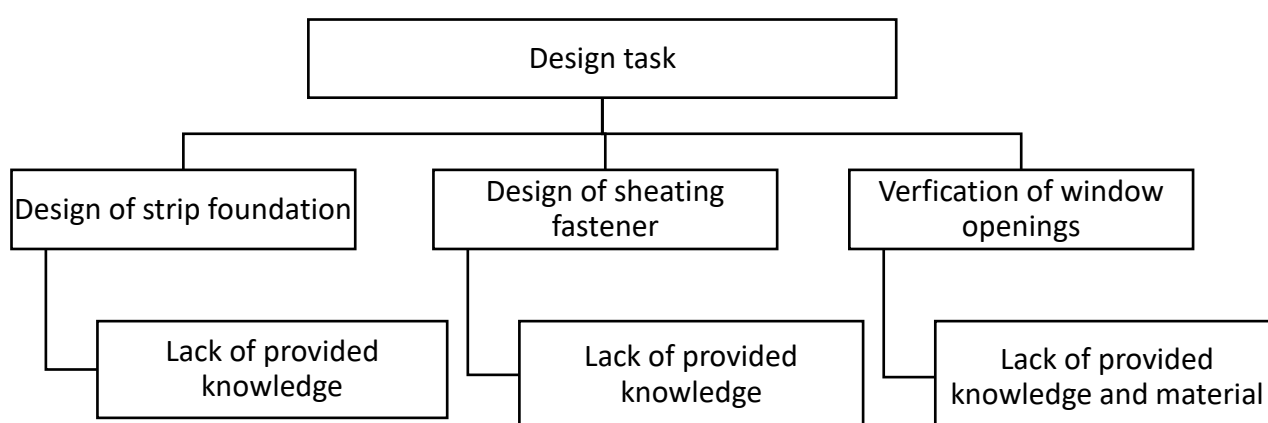 Design task
Design of strip foundation
Design of sheating
fastener
Verfication of window
openings
Lack of provided
knowledge
Lack of provided
knowledge
Lack of provided
knowledge and material